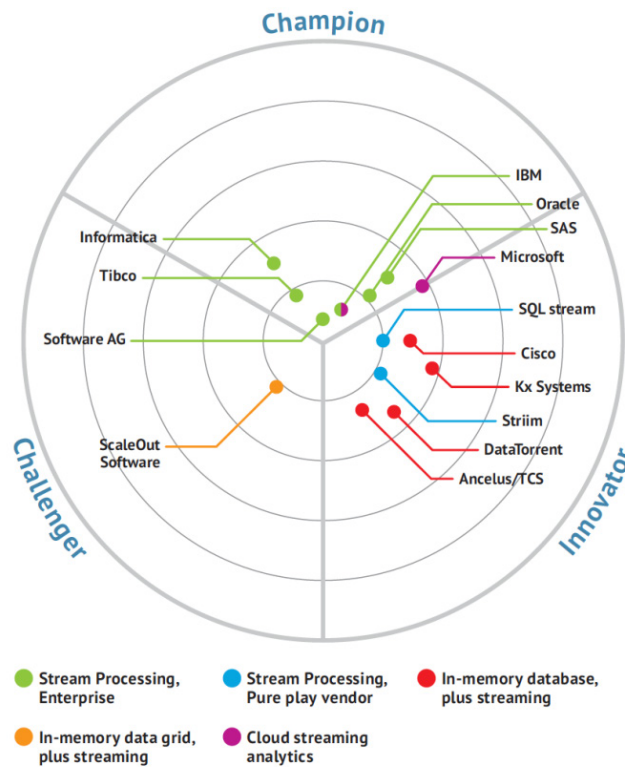 Champion
IBM
Oracle
SAS
Informatica
Microsoft
Tibco
SQL stream
Software AG
Cisco
Kx Systems
Striim
ScaleOut
Software
DataTorrent
Ancelus/TCS
Challenger
Innovator
Stream Processing,
Enterprise
Stream Processing,
Pure play vendor
In-memory database,
plus streaming
In-memory data grid,
plus streaming
Cloud streaming
analytics